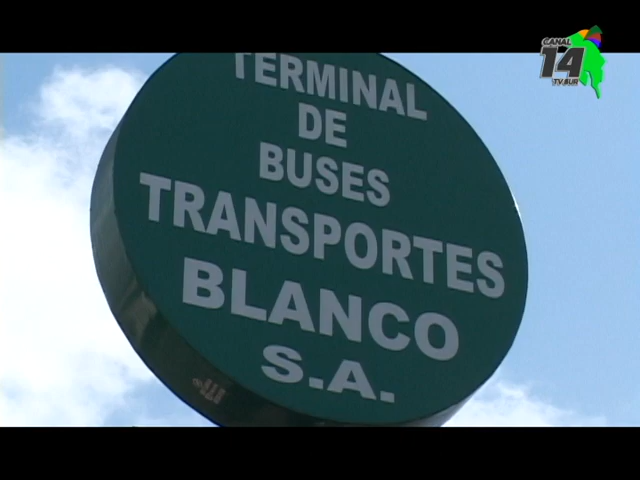 CANAL
14
TV SUR
TERMINAL
DE
BUSES
TRANSPORTES
BLANCO
S.A.